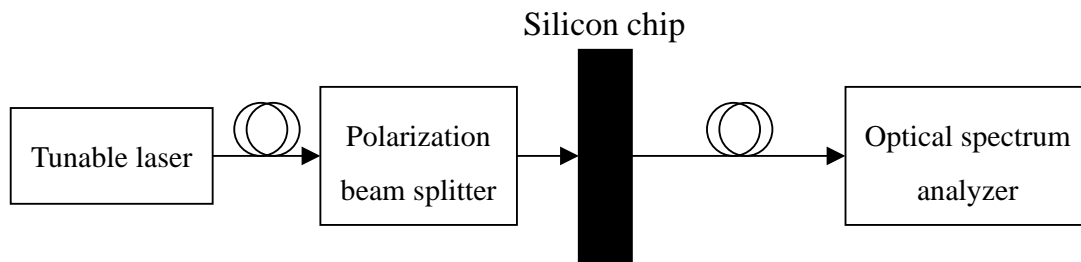 Silicon chip
Tunable laser
Polarization
beam splitter
Optical spectrum
analyzer